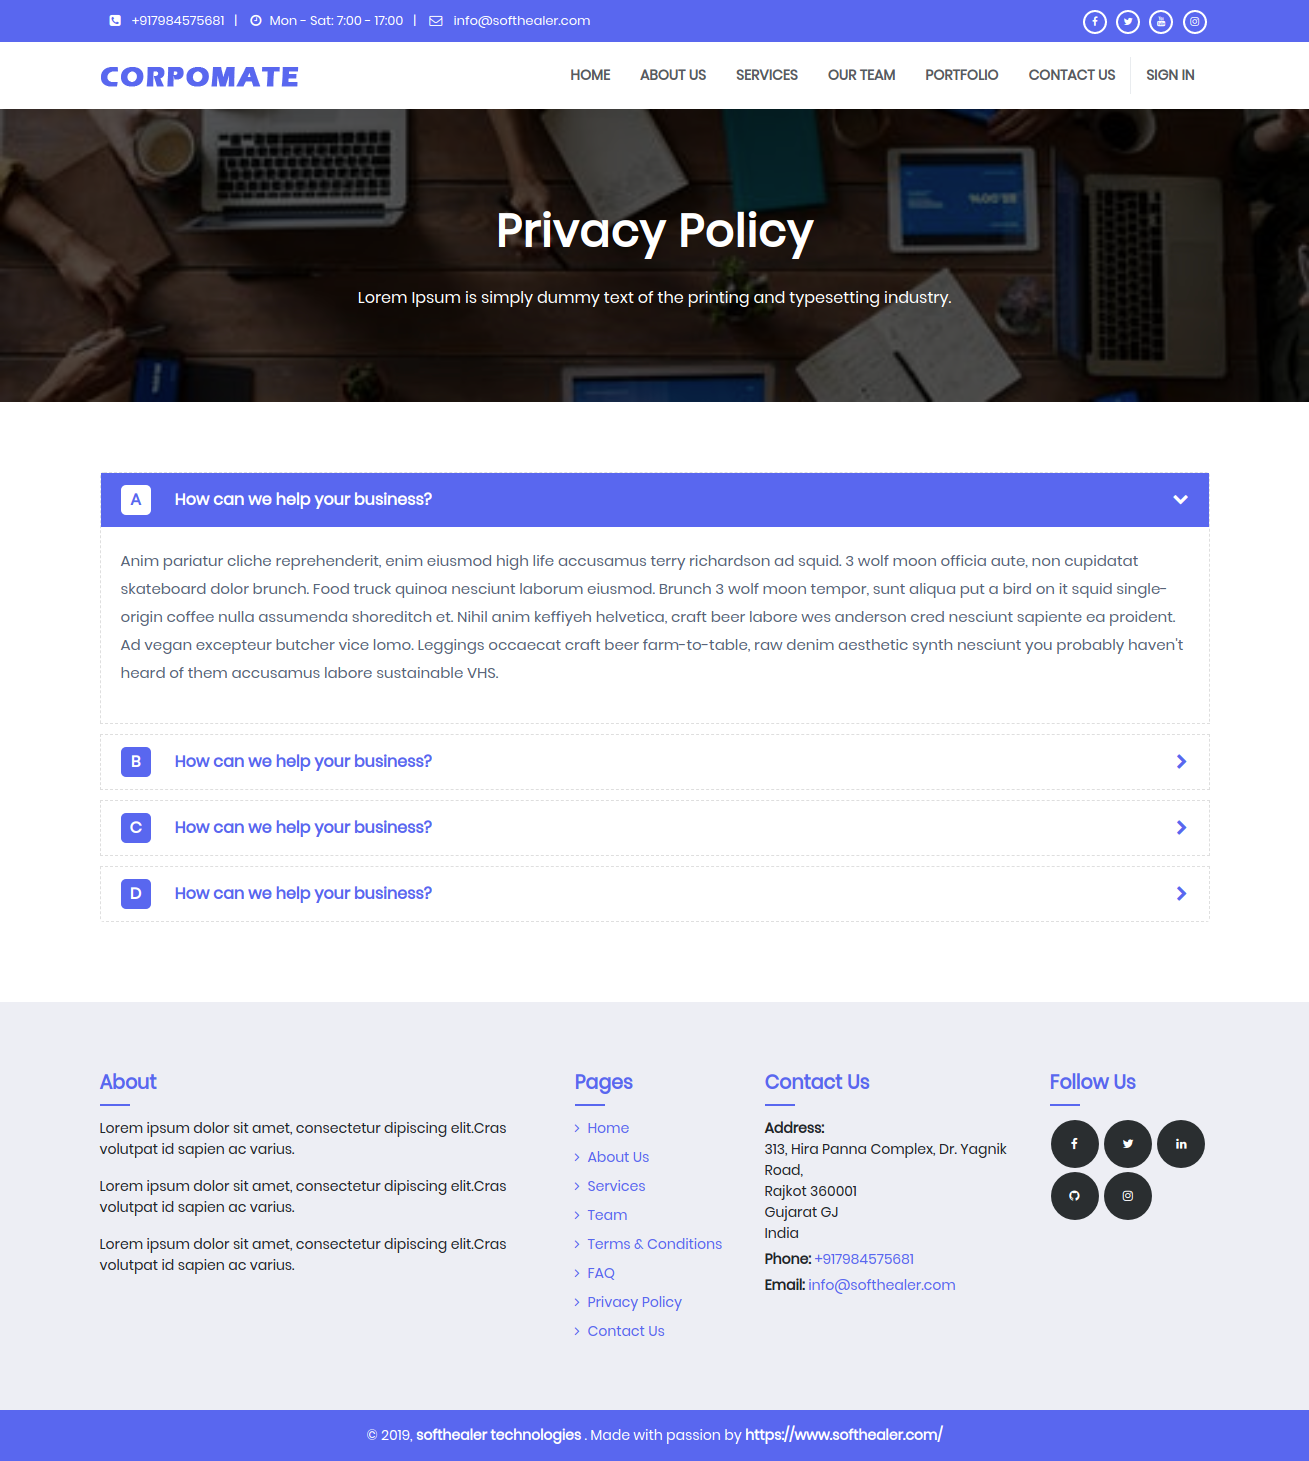 +917984575681 | Mon - Sat: 7:00 - 17:00 | info@softhealer.com
CORPOMATE
HOME ABOUT US SERVICES OUR TEAM PORTFOLIO CONTACT US SIGN IN
Privacy Policy
Lorem Ipsum is simply dummy text of the printing and typesetting industry.
A How can we help your business?
Anim pariatur cliche reprehenderit, enim eiusmod high life accusamus terry richardson ad squid. 3 wolf moon officia aute, non cupidatat
skateboard dolor brunch. Food truck quinoa nesciunt laborum eiusmod. Brunch 3 wolf moon tempor, sunt aliqua put a bird on it squid single-
origin coffee nulla assumenda shoreditch et. Nihil anim keffiyeh helvetica, craft beer labore wes anderson cred nesciunt sapiente ea proident.
Ad vegan excepteur butcher vice lomo. Leggings occaecat craft beer farm-to-table, raw denim aesthetic synth nesciunt you probably haven't
heard of them accusamus labore sustainable VHS.
B How can we help your business?
C How can we help your business?
D How can we help your business?
About
Lorem ipsum dolor sit amet, consectetur dipiscing elit.Cras
volutpat id sapien ac varius.
Lorem ipsum dolor sit amet, consectetur dipiscing elit.Cras
volutpat id sapien ac varius.
Lorem ipsum dolor sit amet, consectetur dipiscing elit.Cras
volutpat id sapien ac varius.
Pages
Home
About Us
Services
Team
Terms & Conditions
FAQ
Privacy Policy
Contact Us
Contact Us
Address:
313, Hira Panna Complex, Dr. Yagnik
Road,
Rajkot 360001
Gujarat GJ
India
Phone: +917984575681
Email: info@softhealer.com
Follow Us
© 2019, softhealer technologies . Made with passion by https://www.softhealer.com/